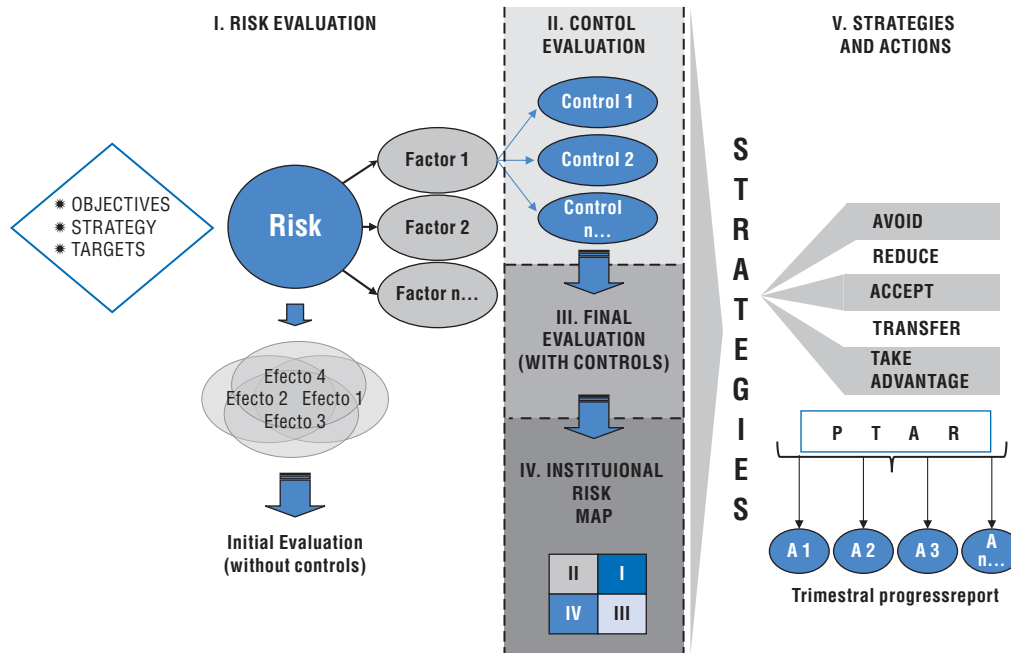 I. RISK EVALUATION
II. CONTOL
EVALUATION
V. STRATEGIES
AND ACTIONS
OBJECTIVES
STRATEGY
TARGETS
Risk
Factor 1
Factor 2
Factor n...
Control 1
Control 2
Control
n...
Efecto 4
Efecto 2 Efecto 1
Efecto 3
Initial Evaluation
(without controls)
III. FINAL
EVALUATION
(WITH CONTROLS)
IV. INSTITUIONAL
RISK
MAP
II I
IV III
STRATEGIES
AVOID
REDUCE
ACCEPT
TRANSFER
TAKE
ADVANTAGE
P T A R
A 1
A 2
A 3
A
n...
Trimestral progressreport